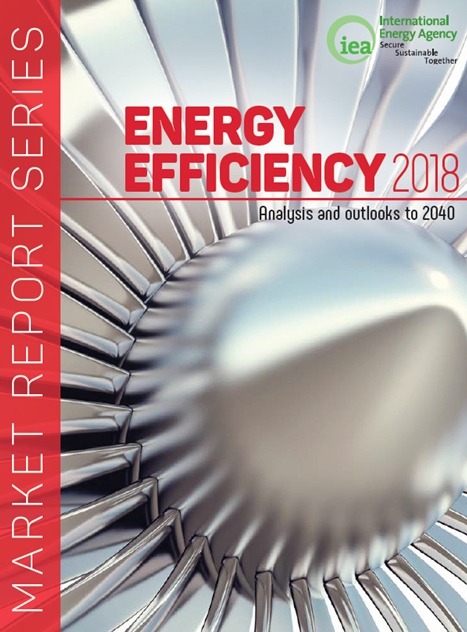 International
Energy Agency
iea
Secure
Sustainable
Together
ENERGY
EFFICIENCY 2018
Analysis and outlooks to 2040
MARKET REPORT SERIES